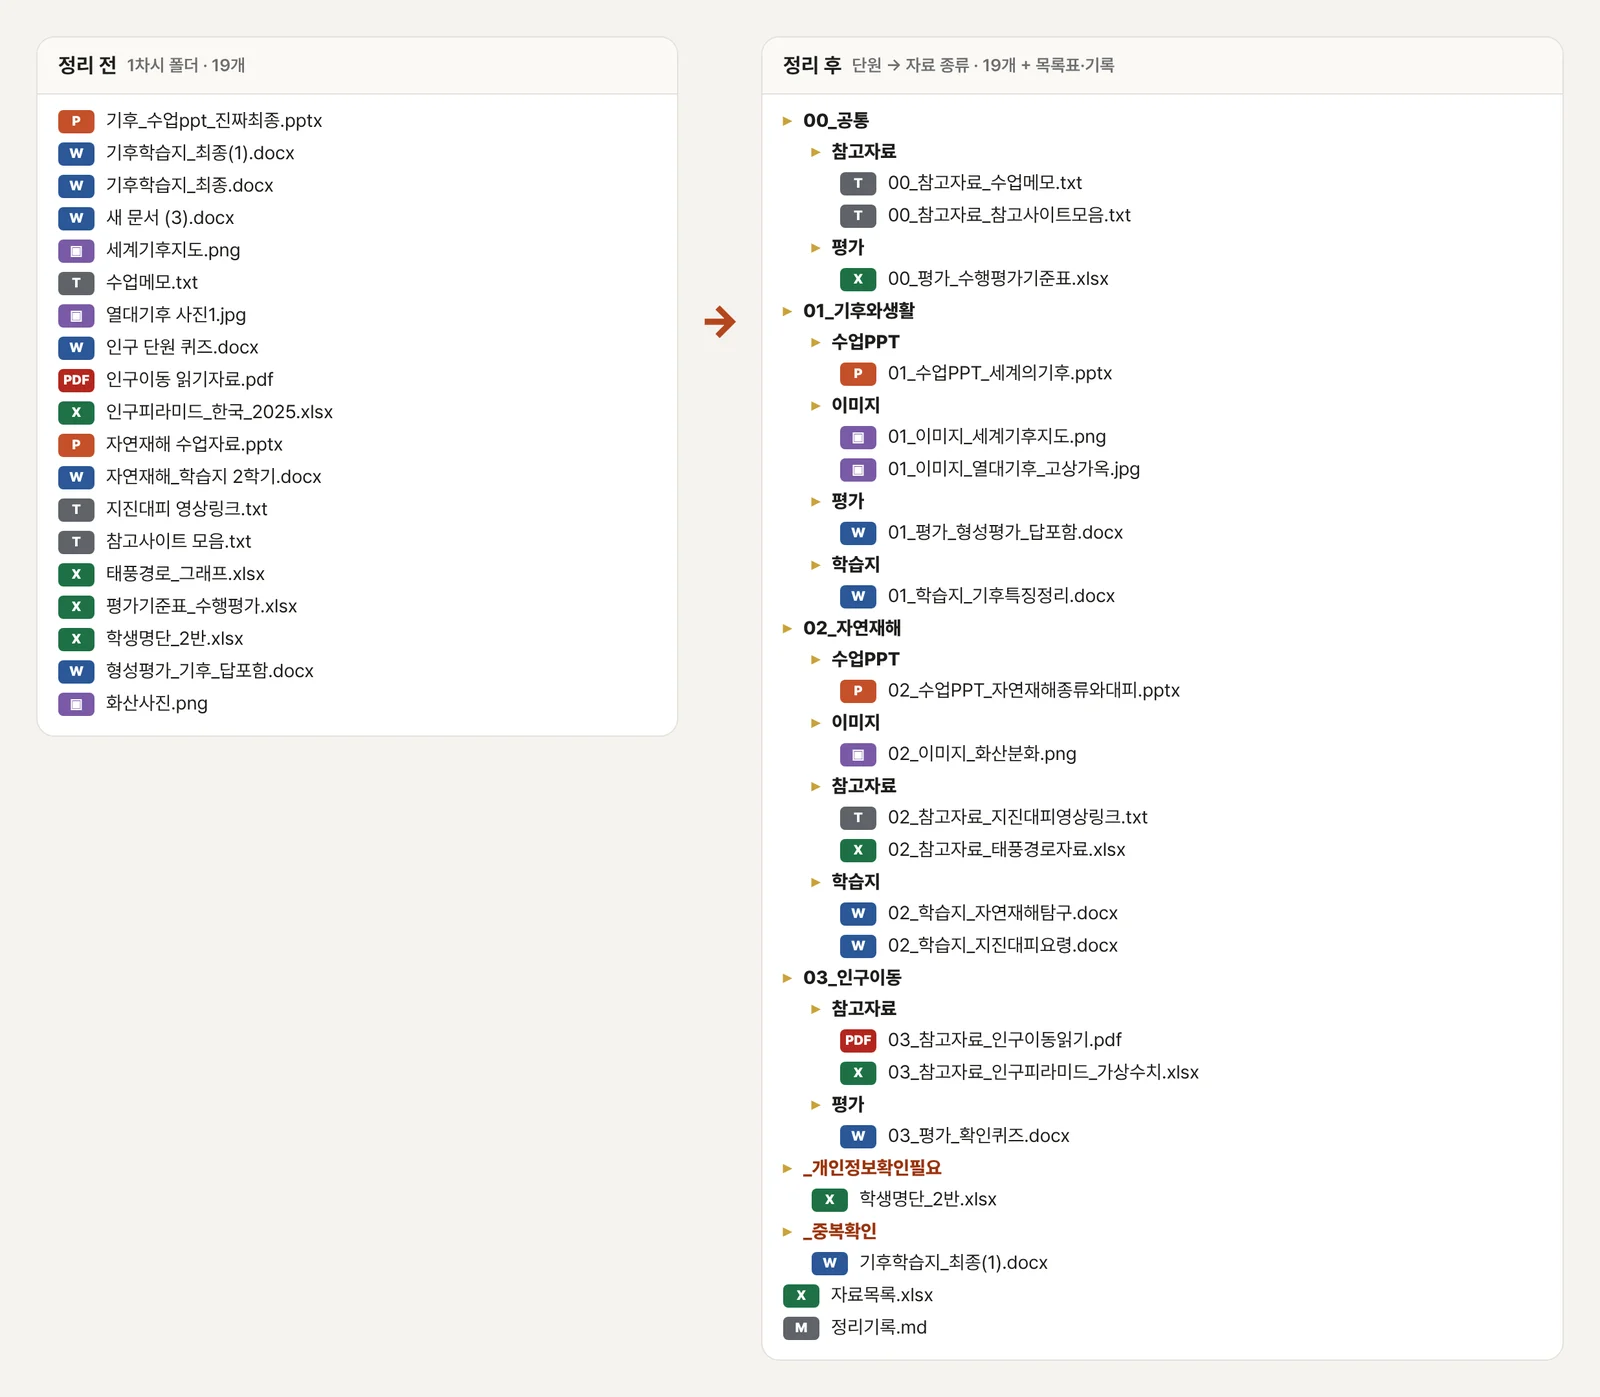 정리 전 1차시 폴더 · 19개
P 기후_수업ppt_진짜최종.pptx
W 기후학습지_최종(1).docx
W 기후학습지_최종.docx
W 새 문서 (3).docx
세계기후지도.png
T 수업메모.txt
열대기후 사진1.jpg
W 인구 단원 퀴즈.docx
PDF 인구이동 읽기자료.pdf
X 인구피라미드_한국_2025.xlsx
P 자연재해 수업자료.pptx
W 자연재해_학습지 2학기.docx
T 지진대피 영상링크.txt
T 참고사이트 모음.txt
X 태풍경로_그래프.xlsx
X 평가기준표_수행평가.xlsx
X 학생명단_2반.xlsx
W 형성평가_기후_답포함.docx
화산사진.png
→
정리 후 단원 → 자료 종류 · 19개 + 목록표·기록
00_공통
참고자료
T 00_참고자료_수업메모.txt
T 00_참고자료_참고사이트모음.txt
평가
X 00_평가_수행평가기준표.xlsx
01_기후와생활
수업PPT
P 01_수업PPT_세계의기후.pptx
이미지
01_이미지_세계기후지도.png
01_이미지_열대기후_고상가옥.jpg
평가
W 01_평가_형성평가_답포함.docx
학습지
W 01_학습지_기후특징정리.docx
02_자연재해
수업PPT
P 02_수업PPT_자연재해종류와대피.pptx
이미지
02_이미지_화산분화.png
참고자료
T 02_참고자료_지진대피영상링크.txt
X 02_참고자료_태풍경로자료.xlsx
학습지
W 02_학습지_자연재해탐구.docx
W 02_학습지_지진대피요령.docx
03_인구이동
참고자료
PDF 03_참고자료_인구이동읽기.pdf
X 03_참고자료_인구피라미드_가상수치.xlsx
평가
W 03_평가_확인퀴즈.docx
_개인정보확인필요
X 학생명단_2반.xlsx
_중복확인
W 기후학습지_최종(1).docx
X 자료목록.xlsx
M 정리기록.md